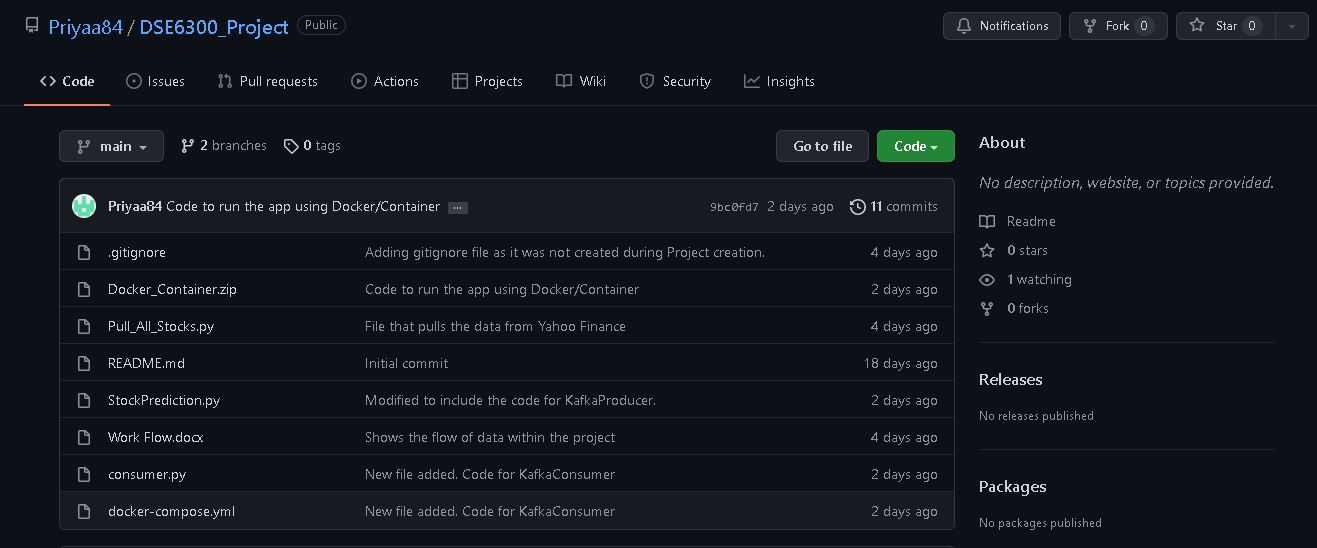 Priyaa84 / DSE6300_Project Public Notifications Fork 0 Star 0
Code Issues Pull requests Actions Projects Wiki Security Insights
main 2 branches 0 tags Go to file Code
About
No description, website, or topics provided.
Priyaa84 Code to run the app using Docker/Container ... 9bc0fd7 2 days ago 11 commits
Readme
.gitignore Adding gitignore file as it was not created during Project creation. 4 days ago
0 stars
Docker_Container.zip Code to run the app using Docker/Container 2 days ago
1 watching
0 forks
Pull_All_Stocks.py File that pulls the data from Yahoo Finance 4 days ago
README.md Initial commit 18 days ago
Releases
StockPrediction.py Modified to include the code for KafkaProducer. 2 days ago
No releases published
Work Flow.docx Shows the flow of data within the project 4 days ago
consumer.py New file added. Code for KafkaConsumer 2 days ago
Packages
docker-compose.yml New file added. Code for KafkaConsumer 2 days ago
No packages published